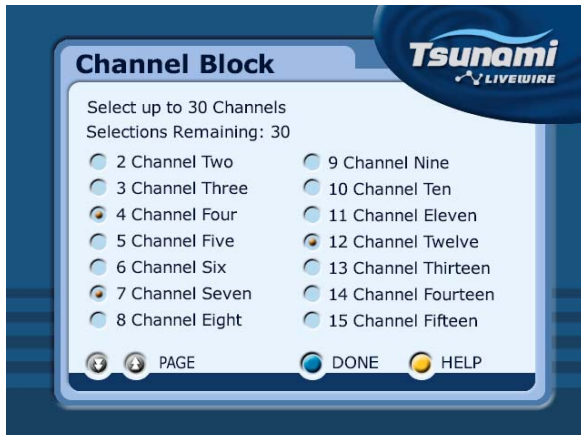 Tsunami
LIVEWIRE
Channel Block
Select up to 30 Channels
Selections Remaining: 30
2 Channel Two
3 Channel Three
4 Channel Four
5 Channel Five
6 Channel Six
7 Channel Seven
8 Channel Eight
9 Channel Nine
10 Channel Ten
11 Channel Eleven
12 Channel Twelve
13 Channel Thirteen
14 Channel Fourteen
15 Channel Fifteen
PAGE
DONE
HELP